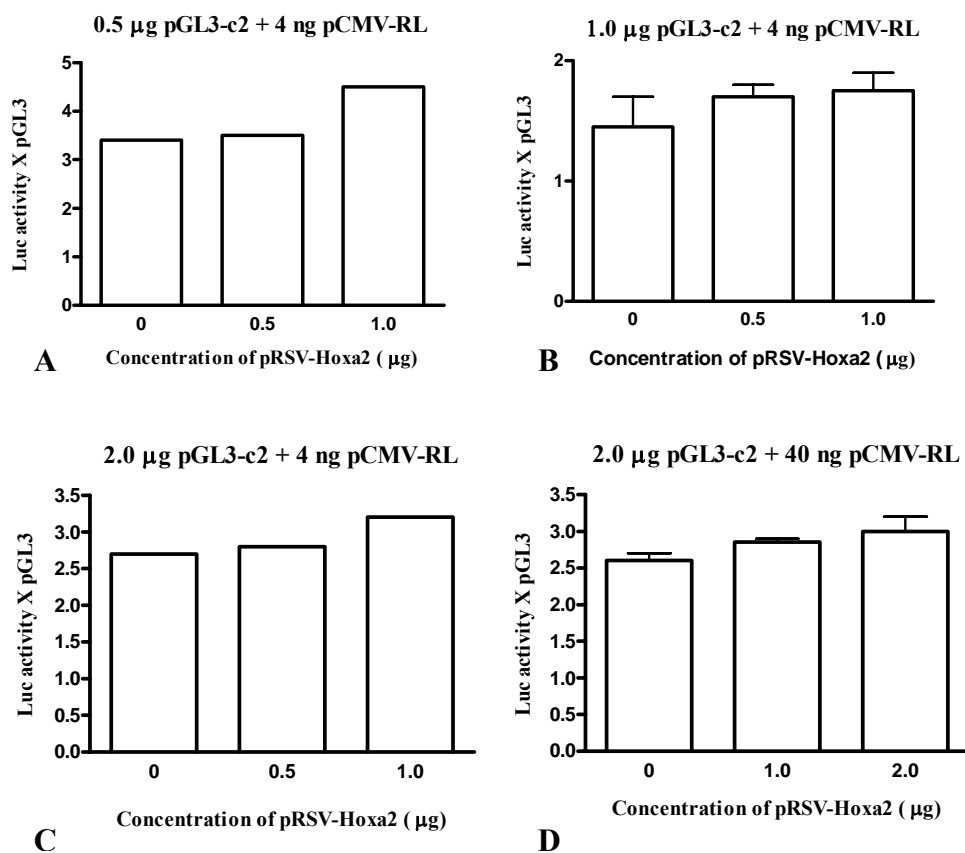 0.5 μg pGL3-c2 + 4 ng pCMV-RL
5
4
3
2
1
0
Luc activity X pGL3
0 0.5 1.0
Concentration of pRSV-Hoxa2 ( μg)
A
1.0 μg pGL3-c2 + 4 ng pCMV-RL
2
1
0
Luc activity X pGL3
0 0.5 1.0
Concentration of pRSV-Hoxa2 ( μg)
B
2.0 μg pGL3-c2 + 4 ng pCMV-RL
3.5
3.0
2.5
2.0
1.5
1.0
0.5
0.0
Luc activity X pGL3
0 0.5 1.0
Concentration of pRSV-Hoxa2 ( μg)
C
2.0 μg pGL3-c2 + 40 ng pCMV-RL
3.5
3.0
2.5
2.0
1.5
1.0
0.5
0.0
Luc activity X pGL3
0 1.0 2.0
Concentration of pRSV-Hoxa2 ( μg)
D